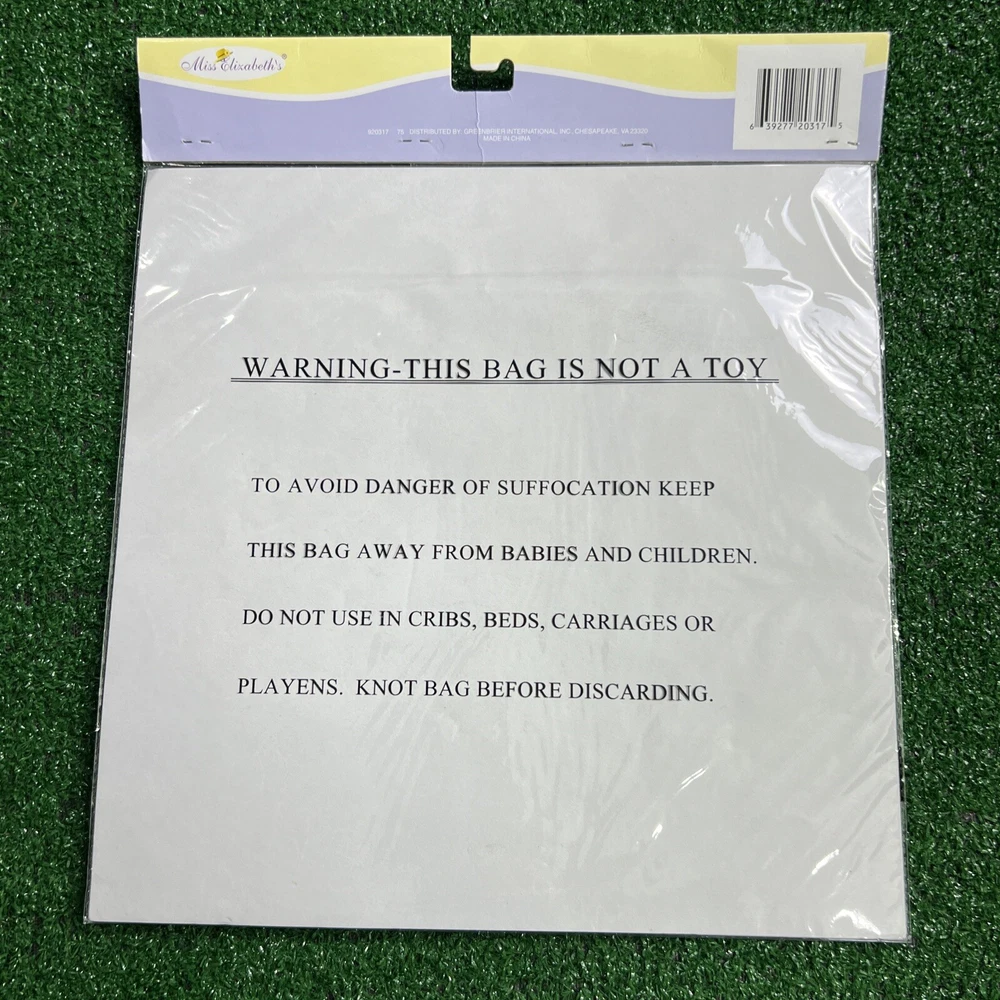 Miss Elizabeth's®
620317 75 DISTRIBUTED BY GREENBRIER INTERNATIONAL, INC., CHESAPEAKE, VA 23320
MADE IN CHINA
6 39277 20317 5
WARNING-THIS BAG IS NOT A TOY
TO AVOID DANGER OF SUFFOCATION KEEP
THIS BAG AWAY FROM BABIES AND CHILDREN.
DO NOT USE IN CRIBS, BEDS, CARRIAGES OR
PLAYENS. KNOT BAG BEFORE DISCARDING.